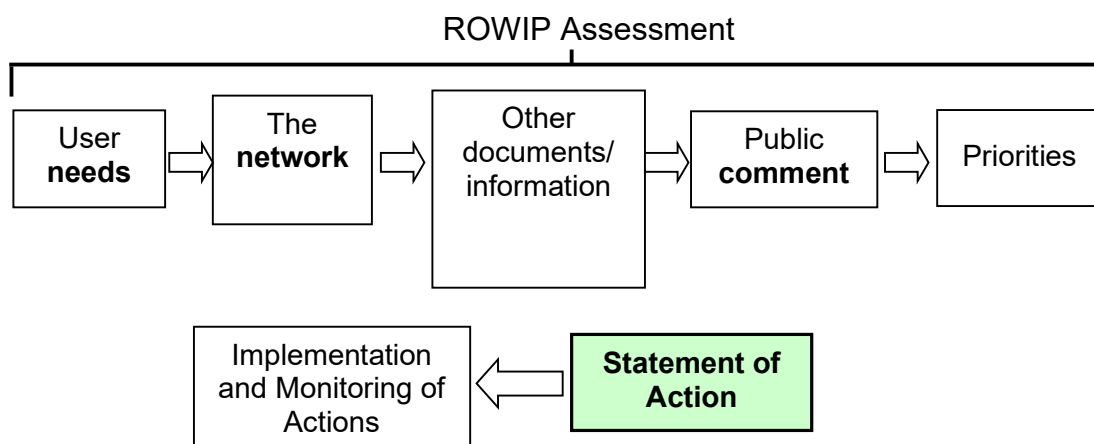 ROWIP Assessment
User
needs
The
network
Other
documents/
information
Public
comment
Priorities
Implementation
and Monitoring of
Actions
Statement of
Action